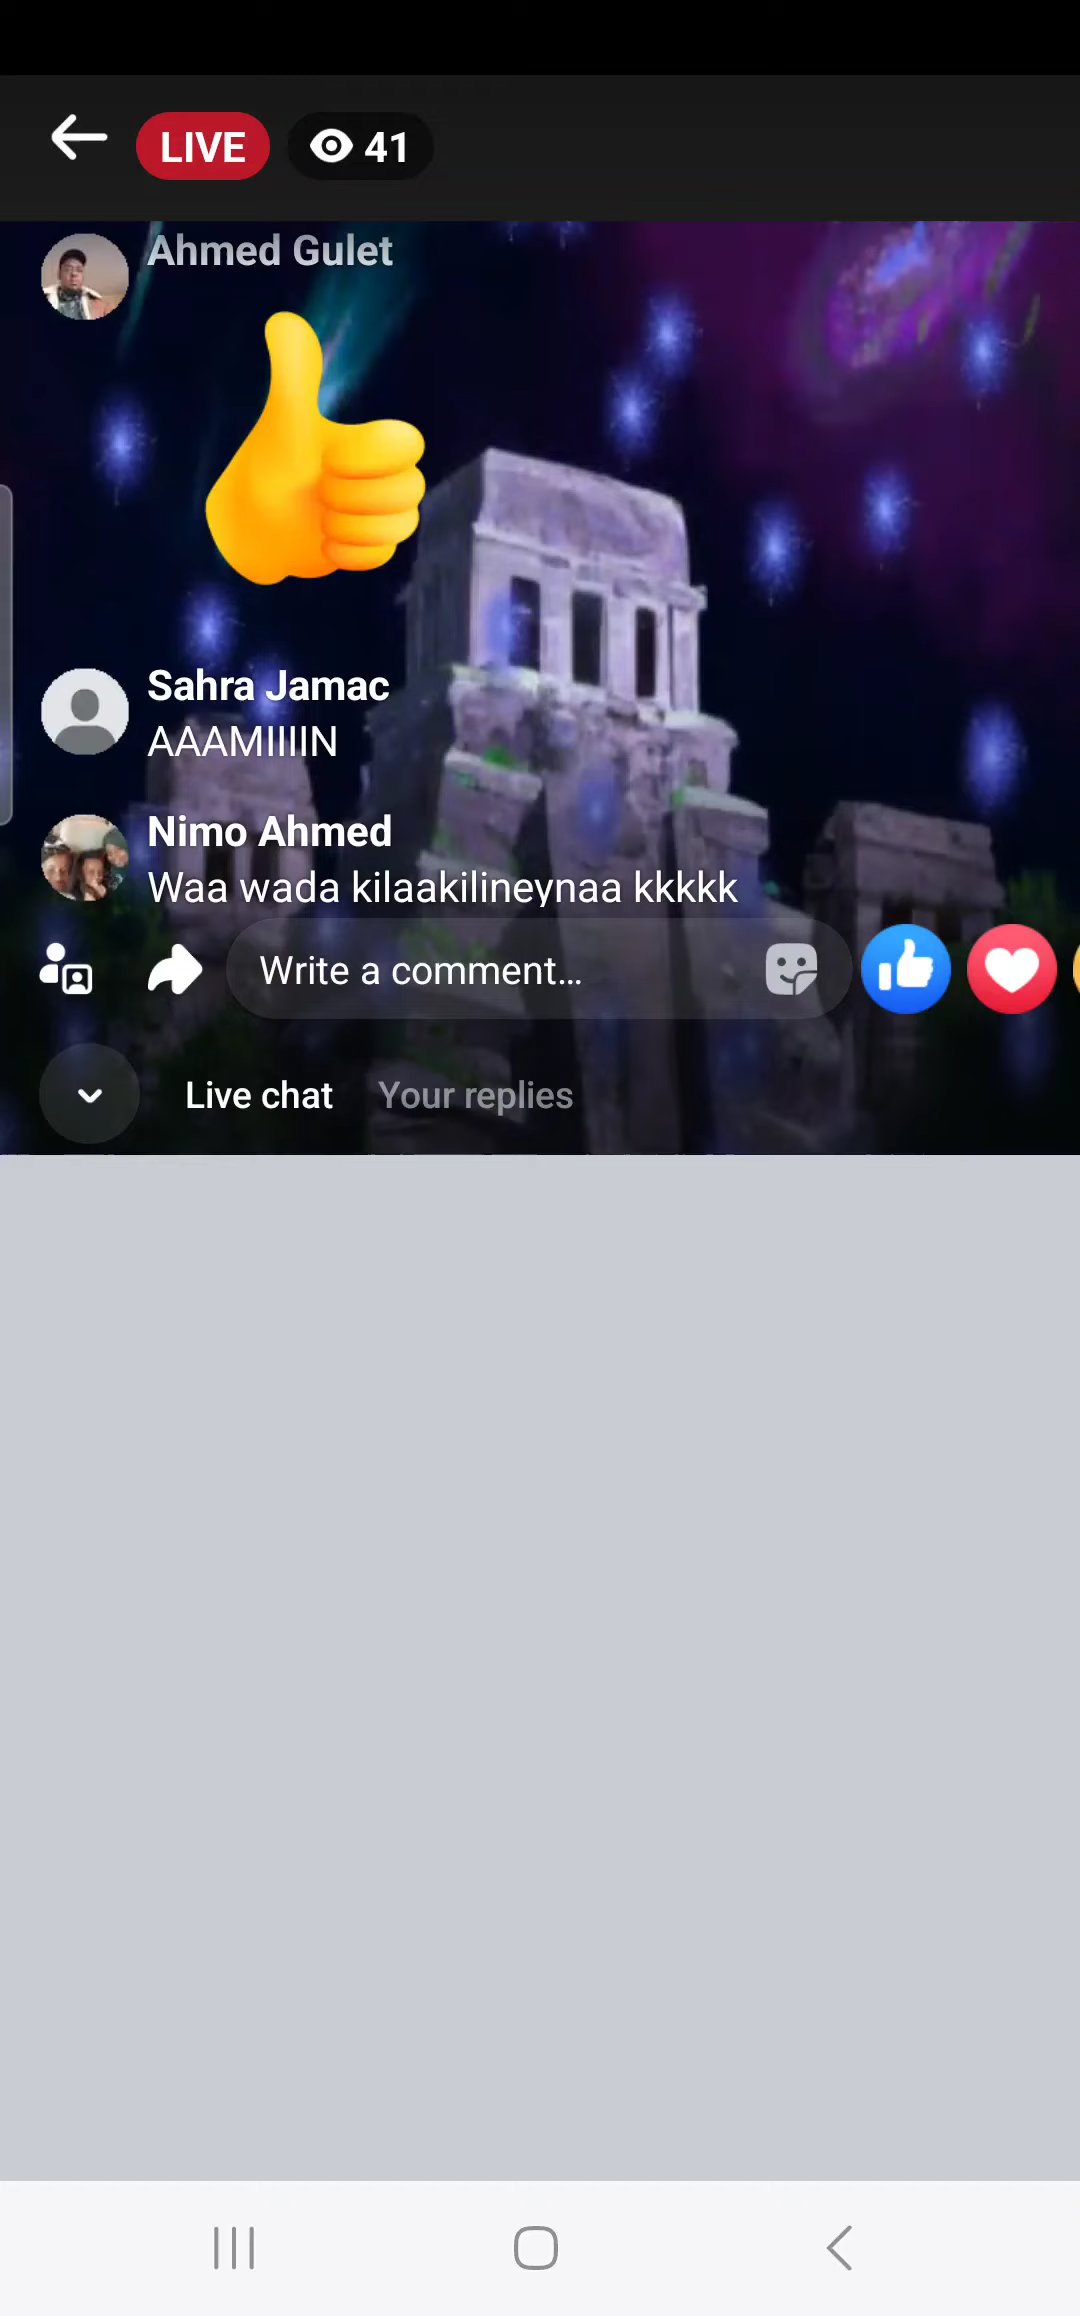 LIVE 41
Ahmed Gulet
Sahra Jamac
AAAMIIIIN
Nimo Ahmed
Waa wada kilaakilineynaa kkkkk
Write a comment...
Live chat Your replies